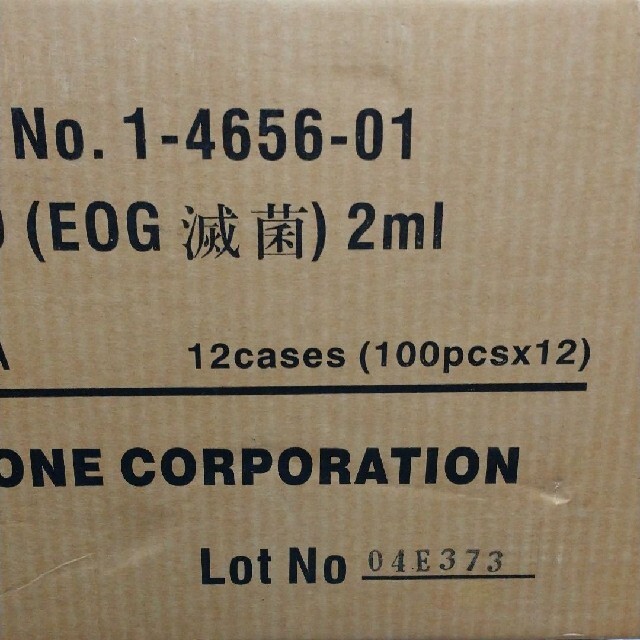 No. 1-4656-01
) (EOG 滅菌) 2ml
12cases (100pcsx12)
ONE CORPORATION
Lot No 04E373